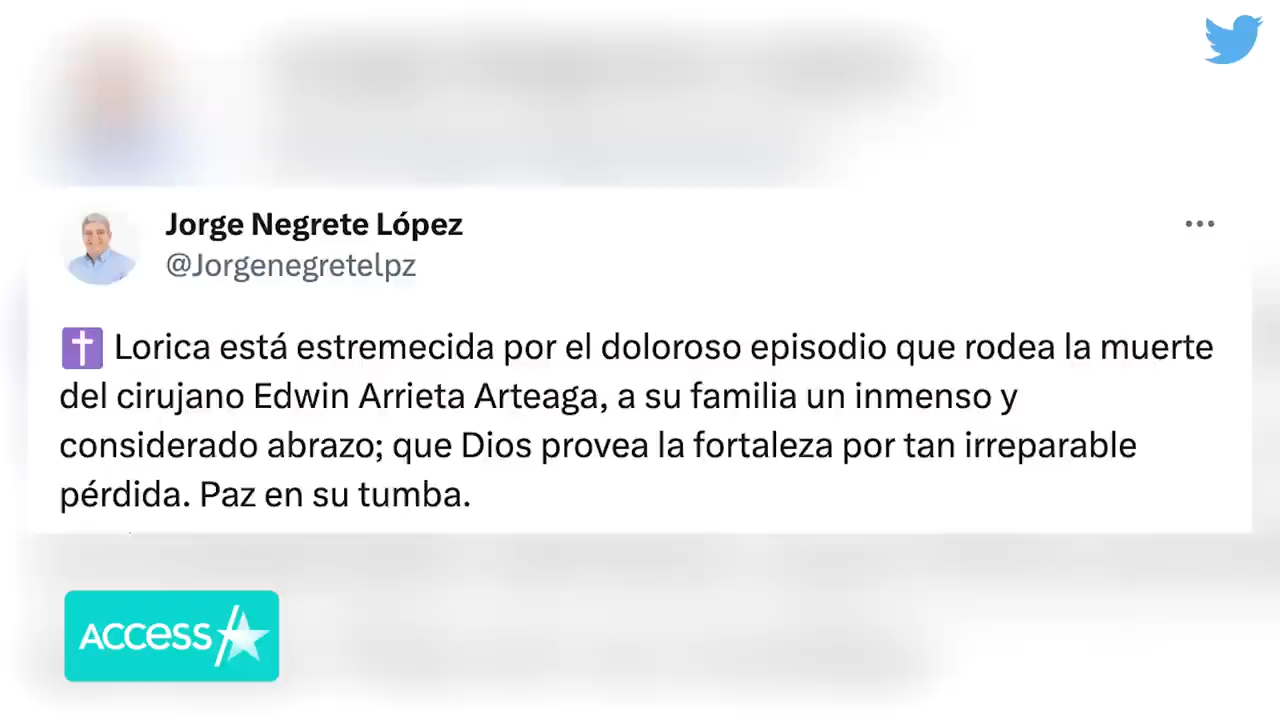 Jorge Negrete López
@Jorgenegretelpz
✝️ Lorica está estremecida por el doloroso episodio que rodea la muerte
del cirujano Edwin Arrieta Arteaga, a su familia un inmenso y
considerado abrazo; que Dios provea la fortaleza por tan irreparable
pérdida. Paz en su tumba.
access